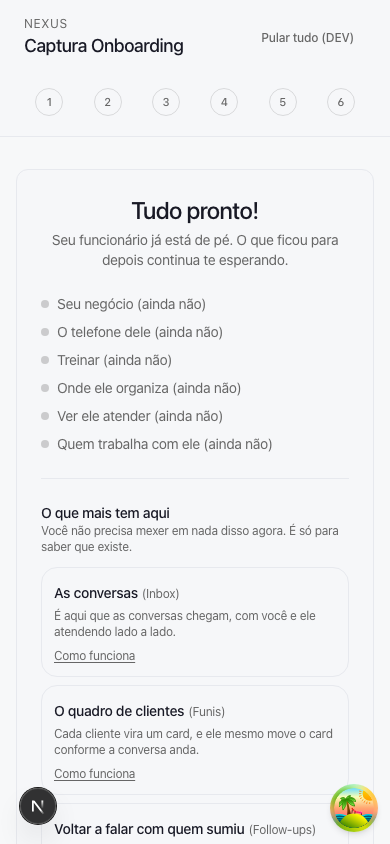 NEXUS
Captura Onboarding
Pular tudo (DEV)
1 2 3 4 5 6
Tudo pronto!
Seu funcionário já está de pé. O que ficou para
depois continua te esperando.
Seu negócio (ainda não)
O telefone dele (ainda não)
Treinar (ainda não)
Onde ele organiza (ainda não)
Ver ele atender (ainda não)
Quem trabalha com ele (ainda não)
O que mais tem aqui
Você não precisa mexer em nada disso agora. É só para
saber que existe.
As conversas (Inbox)
É aqui que as conversas chegam, com você e ele
atendendo lado a lado.
Como funciona
O quadro de clientes (Funis)
Cada cliente vira um card, e ele mesmo move o card
conforme a conversa anda.
Como funciona
N
Voltar a falar com quem sumiu (Follow-ups)